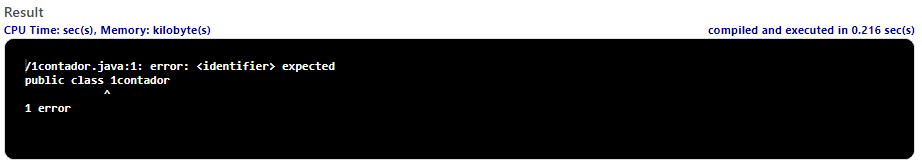 Result
CPU Time: sec(s), Memory: kilobyte(s)
compiled and executed in 0.216 sec(s)
/1contador.java:1: error: <identifier> expected
public class 1contador
^
1 error